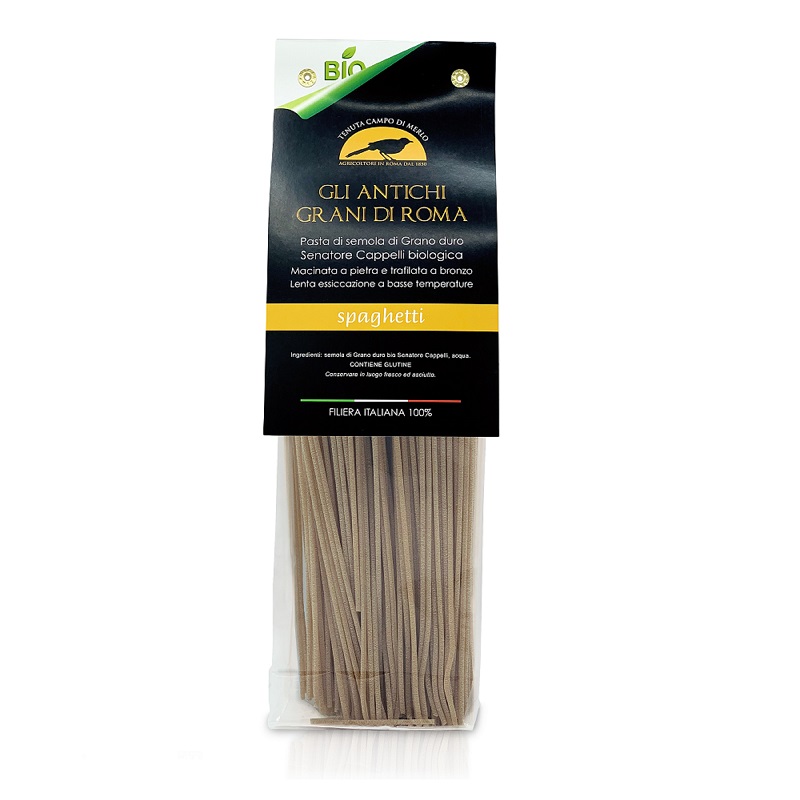 BIO
TENUTA CAMPO DI MERLO
AGRICOLTORI IN ROMA DAL 1830
GLI ANTICHI
GRANI DI ROMA
Pasta di semola di Grano duro
Senatore Cappelli biologica
Macinata a pietra e trafilata a bronzo
Lenta essiccazione a basse temperature
spaghetti
Ingredienti: semola di Grano duro bio Senatore Cappelli, acqua.
CONTIENE GLUTINE
Conservare in luogo fresco ed asciutto.
FILIERA ITALIANA 100%